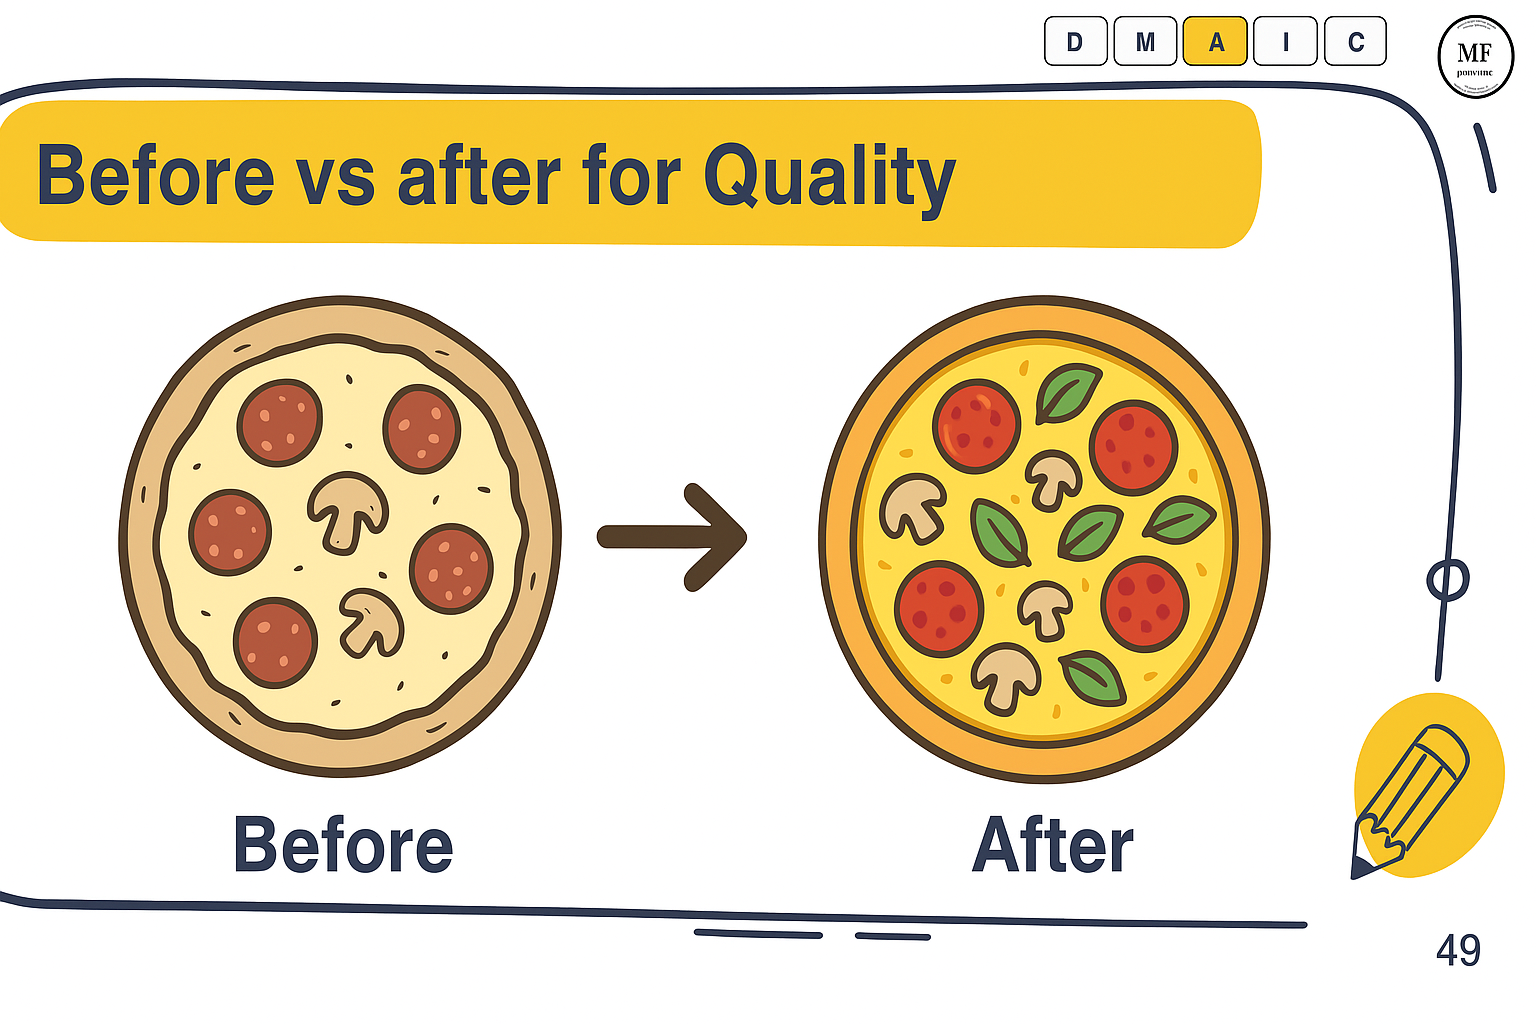 D M A I C
MF
Before vs after for Quality
Before
After
49